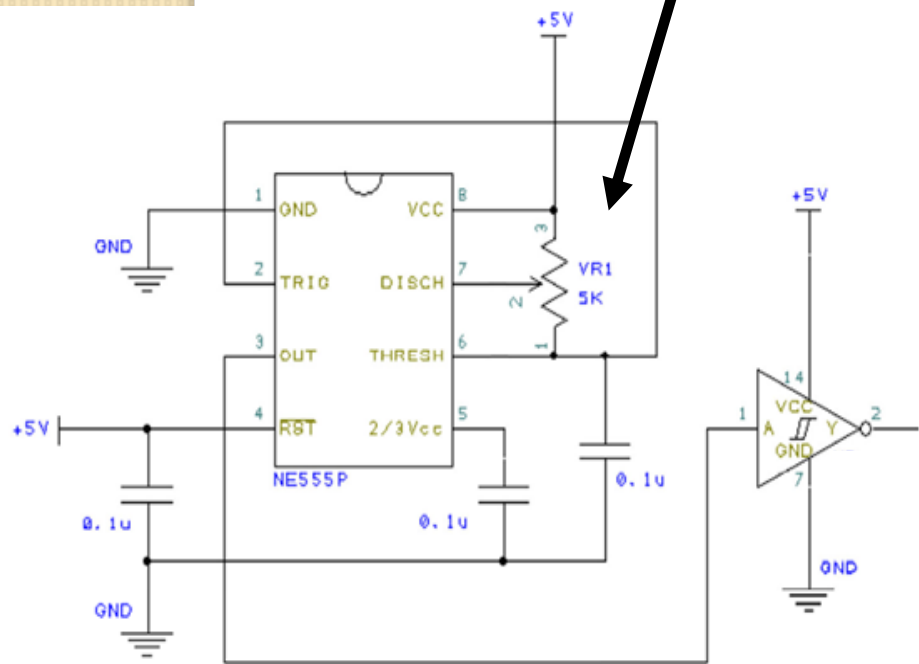 +5V
1
GND
VCC
8
+5V
GND
3
2
TRIG
DISCH
7
VR1
2
5K
3
OUT
THRESH
6
1
14
+5V
4
RST
2/3Vcc
5
1
VCC
2
A
Y
GND
NE555P
0.1u
7
0.1u
0.1u
GND
GND